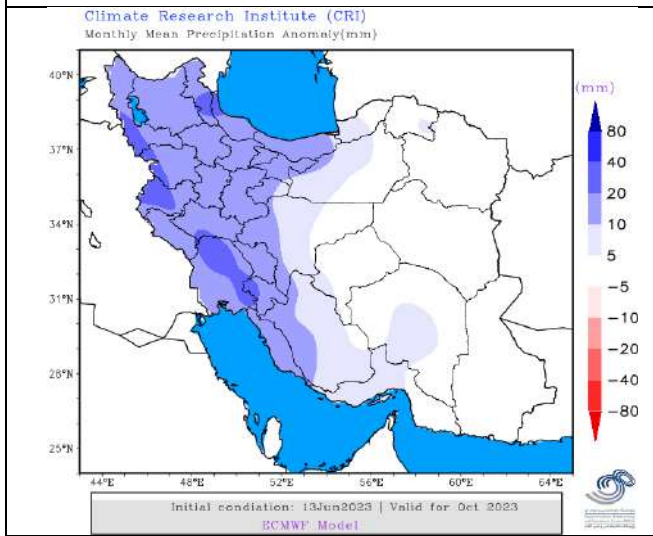 Climate Research Institute (CRI)
Monthly Mean Precipitation Anomaly(mm)
(mm)
41°N
37°N
34°N
31°N
28°N
25°N
80
40
20
10
5
−5
−10
−20
−40
−80
44°E
48°E
52°E
56°E
60°E
64°E
Initial condiation: 13Jun2023 | Valid for Oct 2023
ECMWF Model